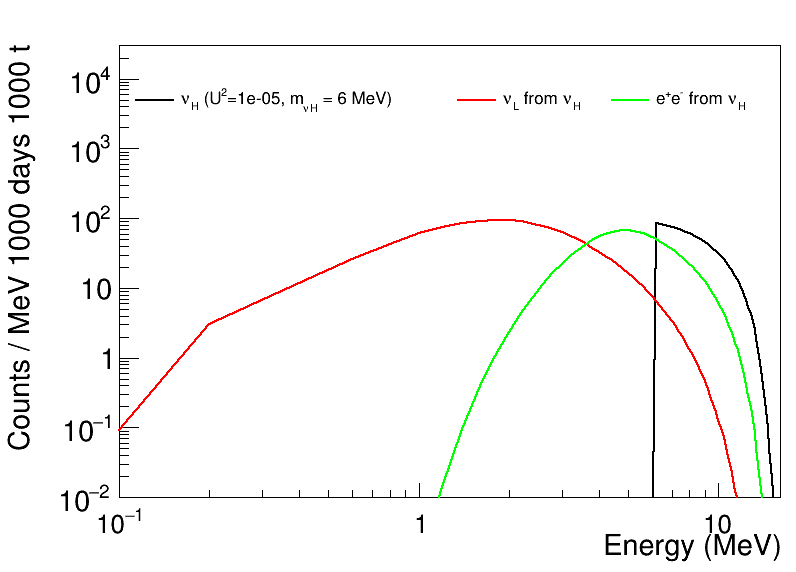 Counts / MeV 1000 days 1000 t
10⁴
10³
10²
10
1
10⁻¹
10⁻²
ν_H (U²=1e-05, m_νH = 6 MeV)
ν_L from ν_H
e⁺e⁻ from ν_H
10⁻¹
1
10
Energy (MeV)